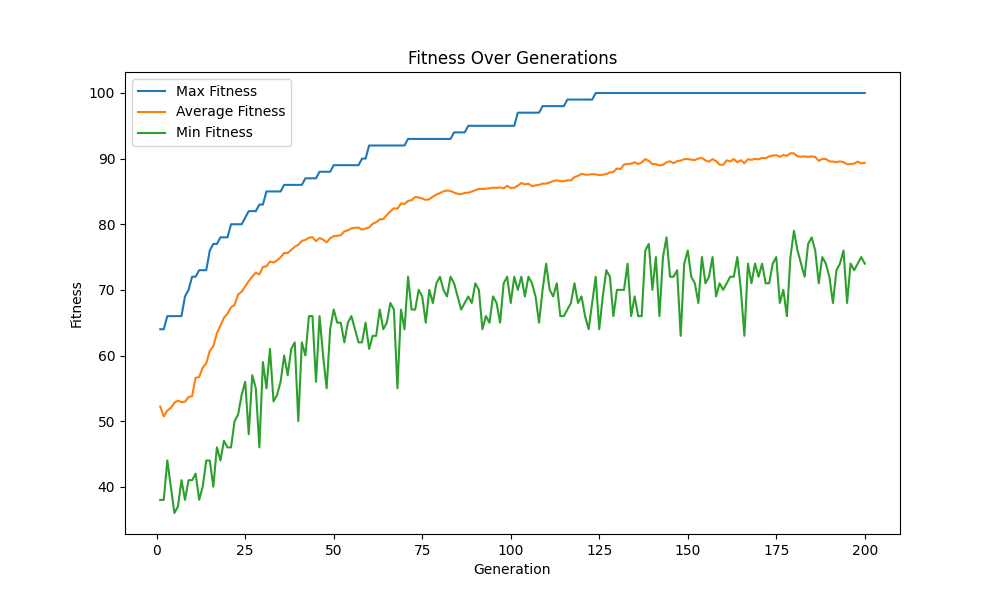 Fitness Over Generations
Max Fitness
Average Fitness
Min Fitness
100
90
80
70
60
50
40
Fitness
0 25 50 75 100 125 150 175 200
Generation